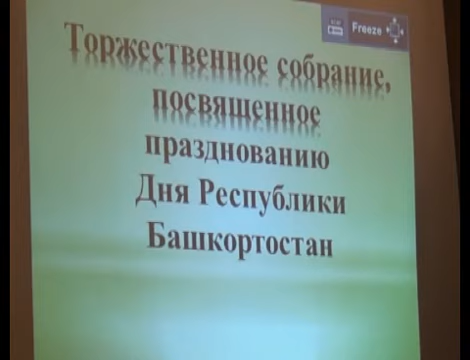 Freeze
Торжественное собрание,
посвященное
празднованию
Дня Республики
Башкортостан